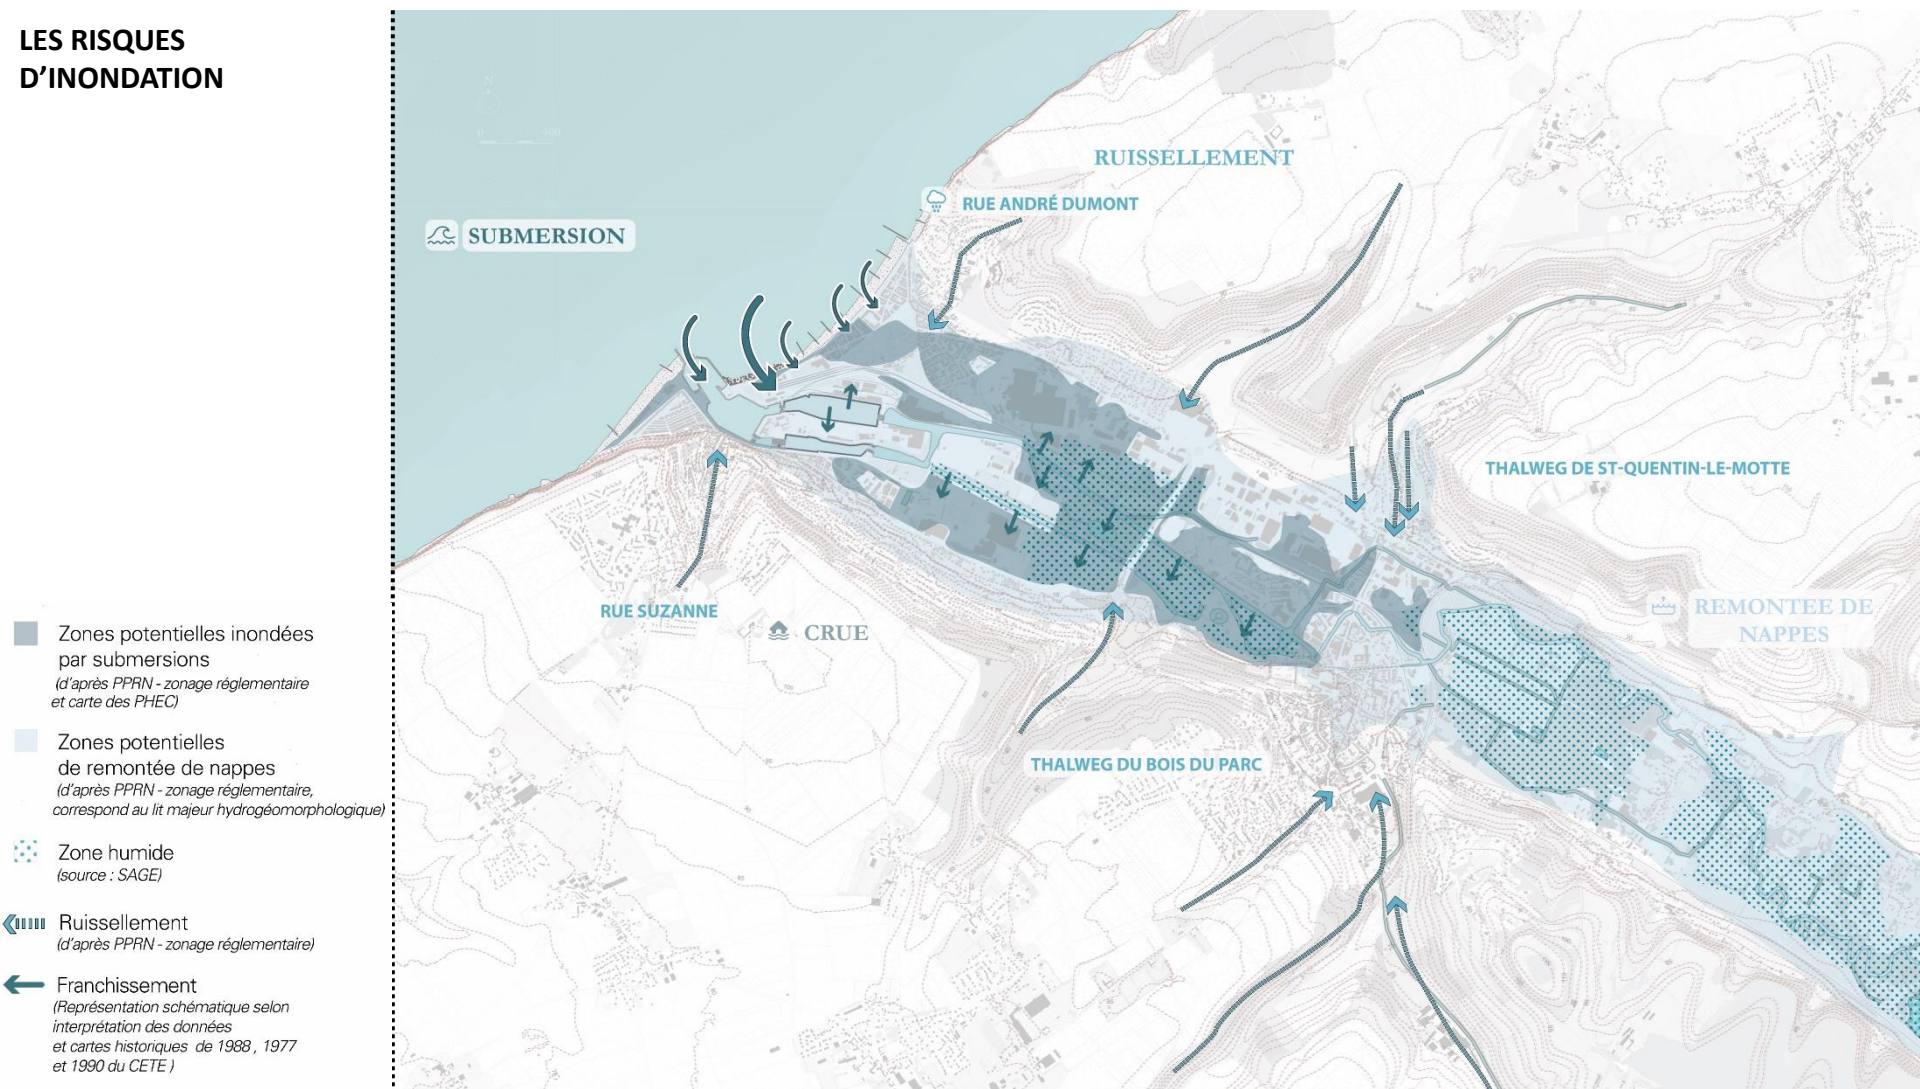 LES RISQUES
D’INONDATION
N
0
RUISSELLEMENT
RUE ANDRÉ DUMONT
SUBMERSION
THALWEG DE ST-QUENTIN-LE-MOTTE
RUE SUZANNE
CRUE
REMONTEE DE
NAPPES
THALWEG DU BOIS DU PARC
Zones potentielles inondées
par submersions
(d'après PPRN - zonage réglementaire
et carte des PHEC)
Zones potentielles
de remontée de nappes
(d'après PPRN - zonage réglementaire,
correspond au lit majeur hydrogéomorphologique)
Zone humide
(source : SAGE)
Ruissellement
(d'après PPRN - zonage réglementaire)
Franchissement
(Représentation schématique selon
interprétation des données
et cartes historiques de 1988 , 1977
et 1990 du CETE )